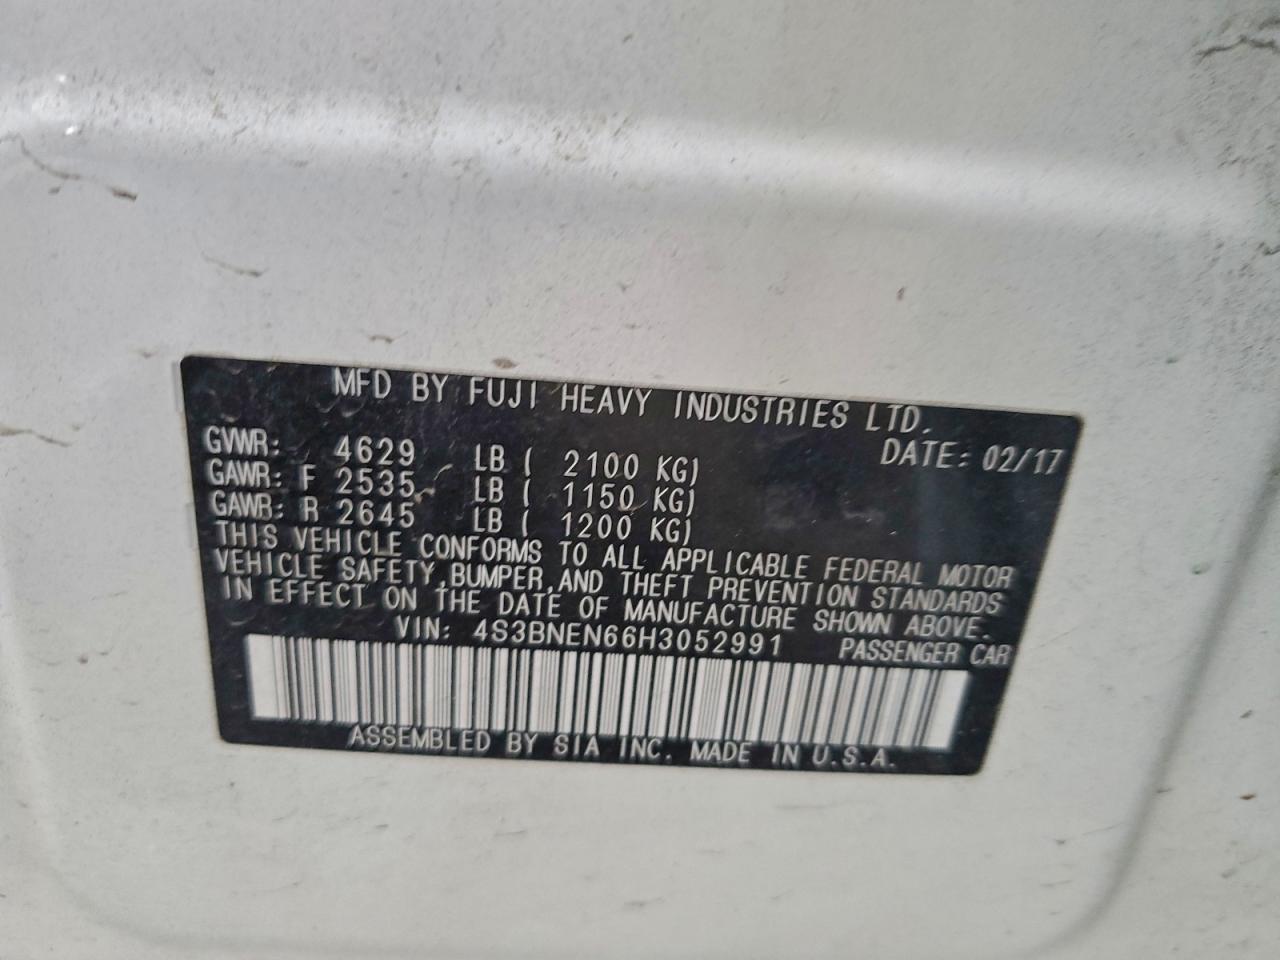 MFD BY FUJI HEAVY INDUSTRIES LTD.
DATE: 02/17
GVWR: 4629 LB ( 2100 KG)
GAWR: F 2535 LB ( 1150 KG)
GAWR: R 2645 LB ( 1200 KG)
THIS VEHICLE CONFORMS TO ALL APPLICABLE FEDERAL MOTOR
VEHICLE SAFETY,BUMPER,AND THEFT PREVENTION STANDARDS
IN EFFECT ON THE DATE OF MANUFACTURE SHOWN ABOVE.
VIN: 4S3BNEN66H3052991 PASSENGER CAR
ASSEMBLED BY SIA INC. MADE IN U.S.A.